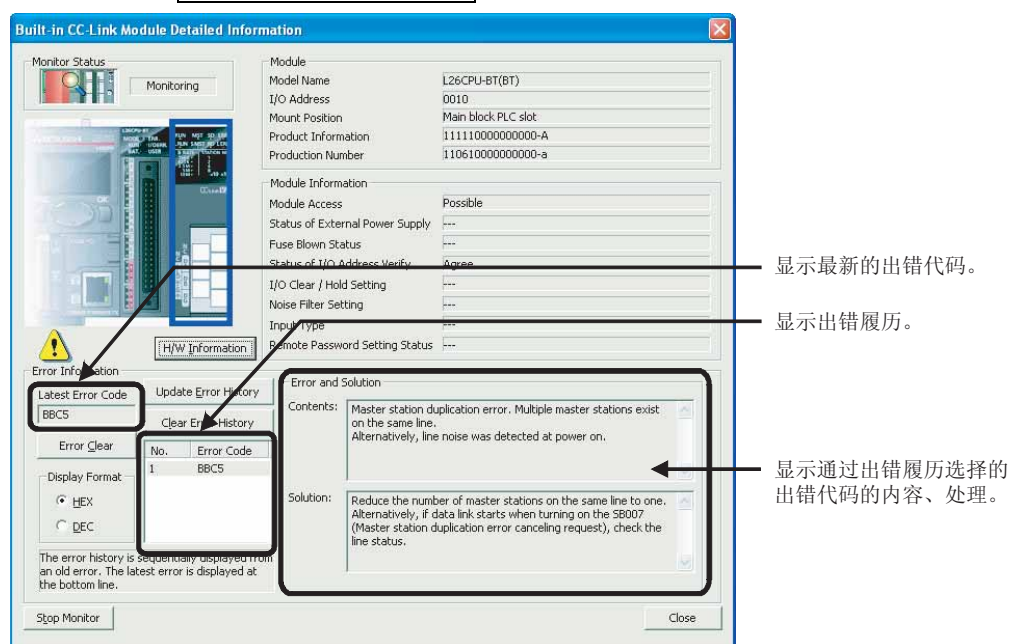 Built-in CC-Link Module Detailed Information
Monitor Status
Monitoring
Module
Model Name L26CPU-BT(BT)
I/O Address 0010
Mount Position Main block PLC slot
Product Information 111110000000000-A
Production Number 110610000000000-a
Module Information
Module Access Possible
Status of External Power Supply ---
Fuse Blown Status ---
Status of I/O Address Verify Agree
I/O Clear / Hold Setting ---
Noise Filter Setting ---
Input Type ---
Remote Password Setting Status ---
H/W Information
显示最新的出错代码。
显示出错履历。
Error Information
Latest Error Code
BBC5
Update Error History
Clear Error History
Error Clear
No. Error Code
1 BBC5
Display Format
HEX
DEC
The error history is sequentially displayed from
an old error. The latest error is displayed at
the bottom line.
Error and Solution
Contents:
Master station duplication error. Multiple master stations exist
on the same line.
Alternatively, line noise was detected at power on.
Solution:
Reduce the number of master stations on the same line to one.
Alternatively, if data link starts when turning on the SB007
(Master station duplication error canceling request), check the
line status.
显示通过出错履历选择的
出错代码的内容、处理。
Stop Monitor
Close